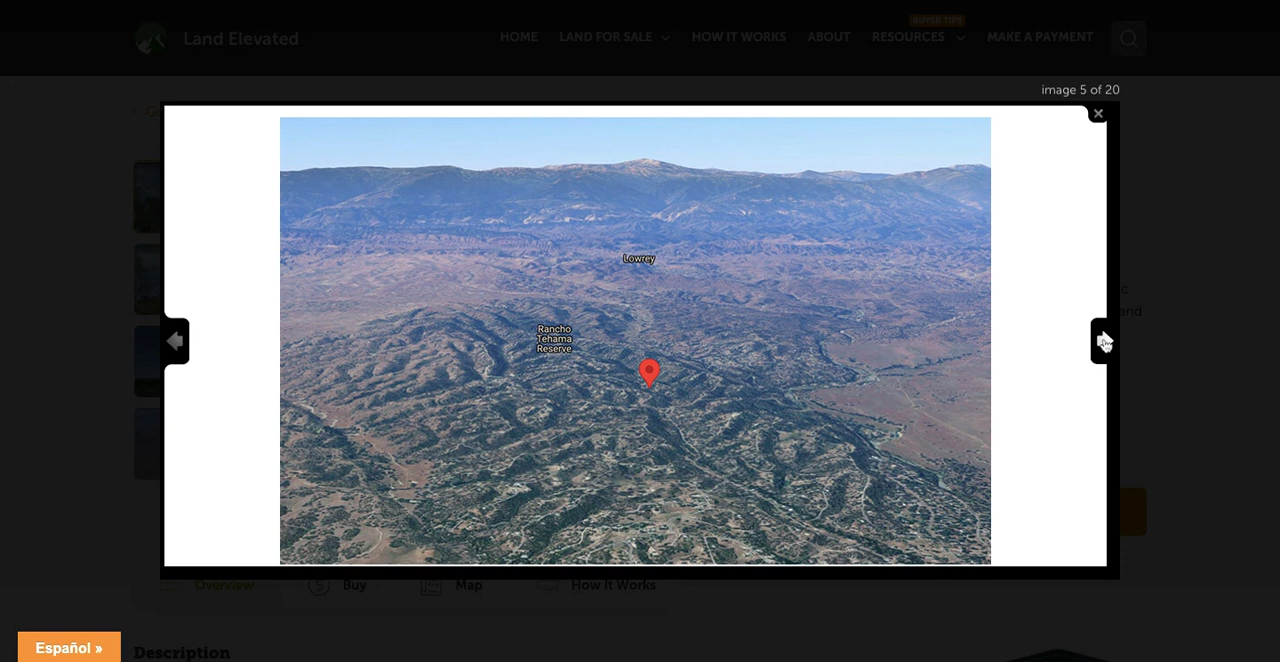 Land Elevated
HOME
LAND FOR SALE
HOW IT WORKS
ABOUT
BUYER TIPS
RESOURCES
MAKE A PAYMENT
image 5 of 20
Lowrey
Rancho
Tehama
Reserve
Overview
Buy
Map
How It Works
Español »
Description